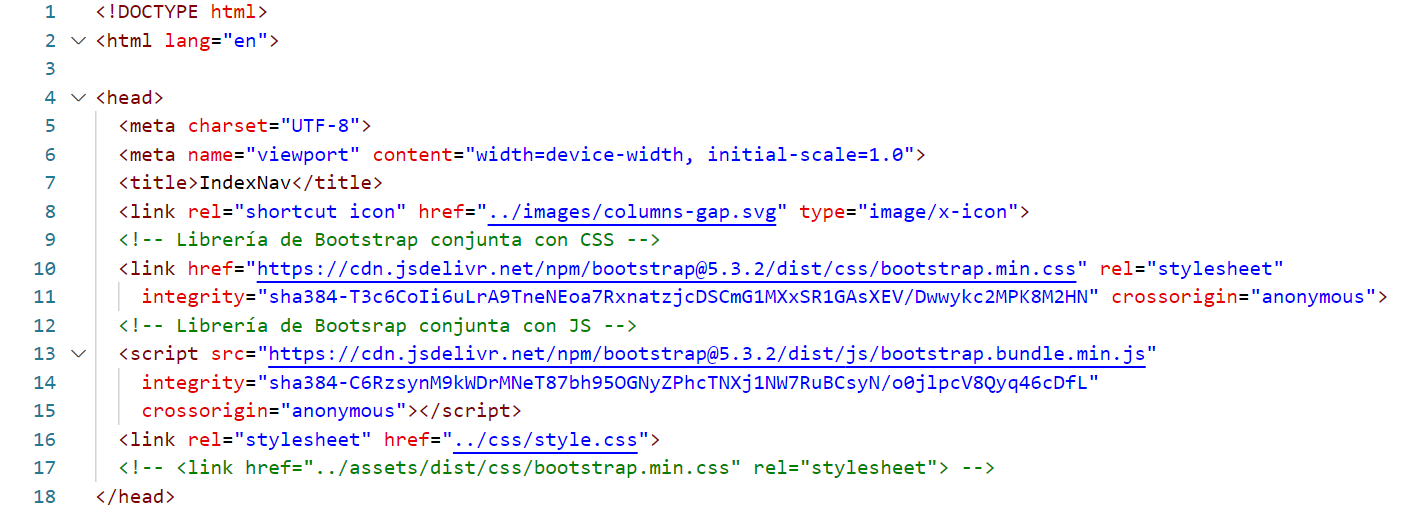 1 <!DOCTYPE html>
2 <html lang="en">
3
4 <head>
5 <meta charset="UTF-8">
6 <meta name="viewport" content="width=device-width, initial-scale=1.0">
7 <title>IndexNav</title>
8 <link rel="shortcut icon" href="../images/columns-gap.svg" type="image/x-icon">
9 <!-- Librería de Bootstrap conjunta con CSS -->
10 <link href="https://cdn.jsdelivr.net/npm/bootstrap@5.3.2/dist/css/bootstrap.min.css" rel="stylesheet"
11 integrity="sha384-T3c6CoIi6uLrA9TneNEoa7RxnatzjcDSCmG1MXxSR1GAsXEV/Dwwykc2MPK8M2HN" crossorigin="anonymous">
12 <!-- Librería de Bootsrap conjunta con JS -->
13 <script src="https://cdn.jsdelivr.net/npm/bootstrap@5.3.2/dist/js/bootstrap.bundle.min.js"
14 integrity="sha384-C6RzsynM9kWDrMNeT87bh95OGNyZPhcTNXj1NW7RuBCsyN/o0jlpcV8Qyq46cDfL"
15 crossorigin="anonymous"></script>
16 <link rel="stylesheet" href="../css/style.css">
17 <!-- <link href="../assets/dist/css/bootstrap.min.css" rel="stylesheet"> -->
18 </head>